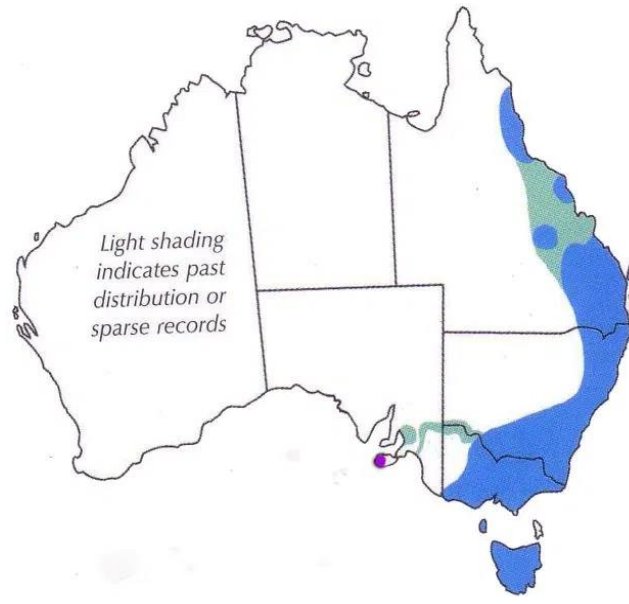 Light shading
indicates past
distribution or
sparse records